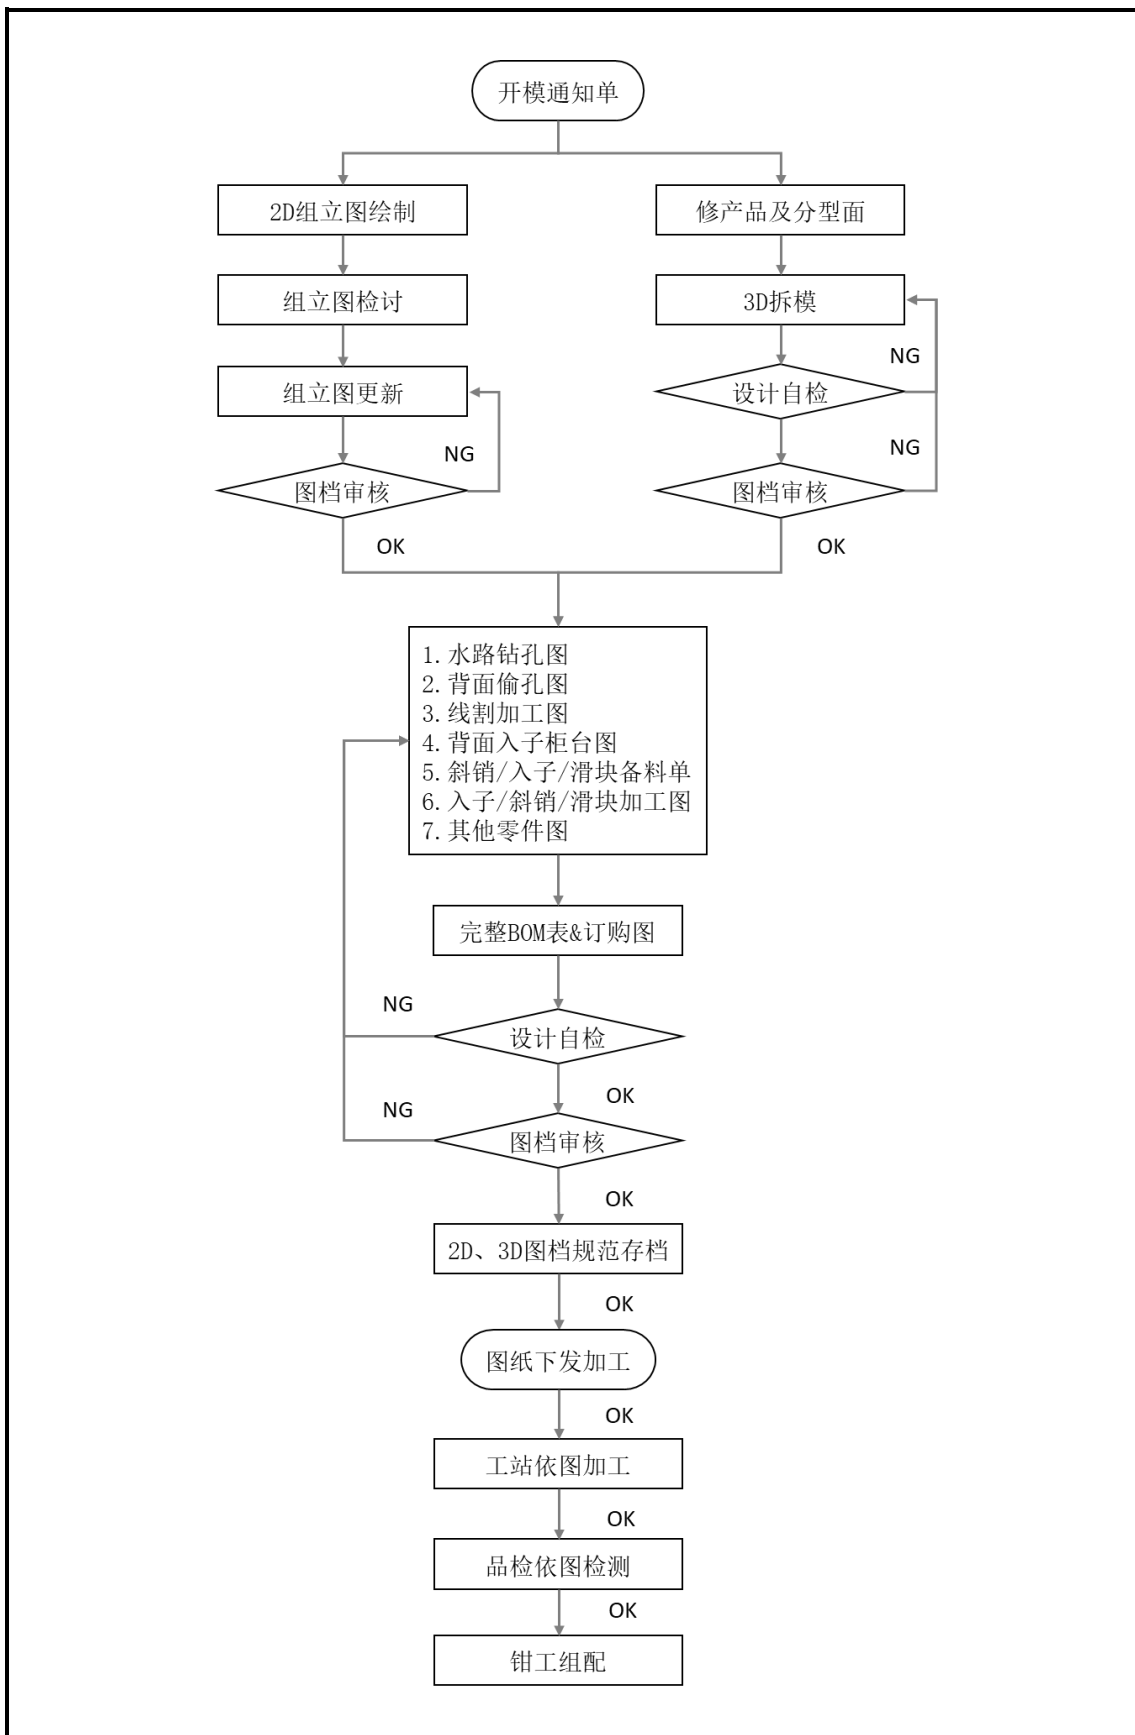 开模通知单
2D组立图绘制
修产品及分型面
组立图检讨
3D拆模
NG
组立图更新
设计自检
NG
NG
图档审核
图档审核
OK
OK
1. 水路钻孔图
2. 背面偷孔图
3. 线割加工图
4. 背面入子柜台图
5. 斜销/入子/滑块备料单
6. 入子/斜销/滑块加工图
7. 其他零件图
完整BOM表&订购图
NG
设计自检
OK
NG
图档审核
OK
2D、3D图档规范存档
OK
图纸下发加工
OK
工站依图加工
OK
品检依图检测
OK
钳工组配